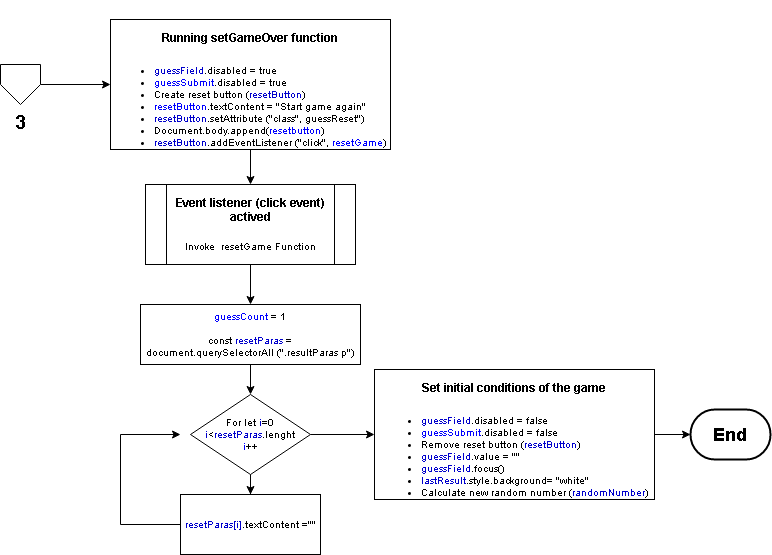 3
Running setGameOver function
• guessField.disabled = true
• guessSubmit.disabled = true
• Create reset button (resetButton)
• resetButton.textContent = "Start game again"
• resetButton.setAttribute ("class", guessReset")
• Document.body.append(resetbutton)
• resetButton.addEventListener ("click", resetGame)
Event listener (click event)
actived
Invoke resetGame Function
guessCount = 1
const resetParas =
document.querySelectorAll (".resultParas p")
For let i=0
i<resetParas.lenght
i++
resetParas[i].textContent =""
Set initial conditions of the game
• guessField.disabled = false
• guessSubmit.disabled = false
• Remove reset button (resetButton)
• guessField.value = ""
• guessField.focus()
• lastResult.style.background= "white"
• Calculate new random number (randomNumber)
End